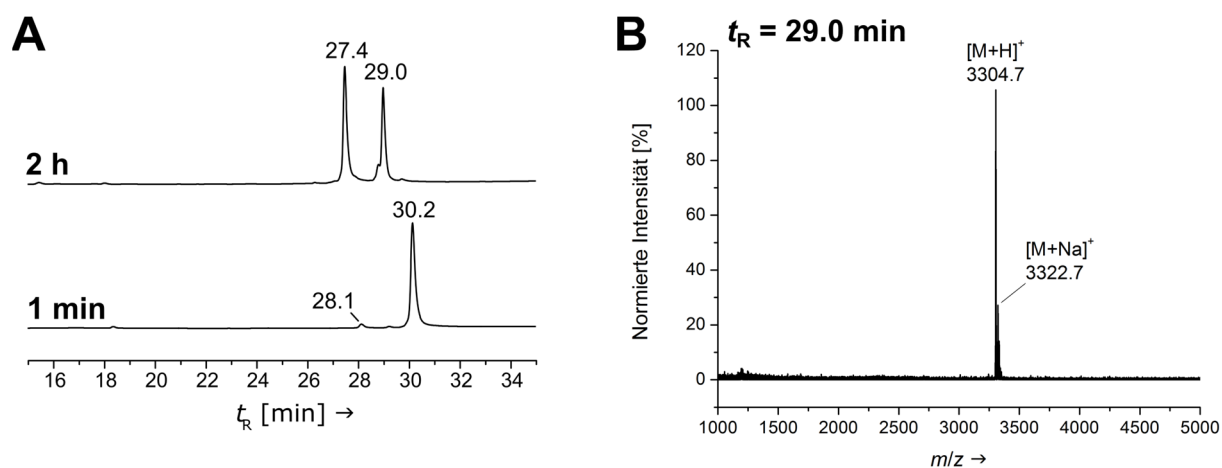 A
27.4
29.0
2 h
30.2
28.1
1 min
16 18 20 22 24 26 28 30 32 34
tR [min] →
B
tR = 29.0 min
[M+H]+
3304.7
[M+Na]+
3322.7
Normierte Intensität [%]
120
100
80
60
40
20
0
1000 1500 2000 2500 3000 3500 4000 4500 5000
m/z →